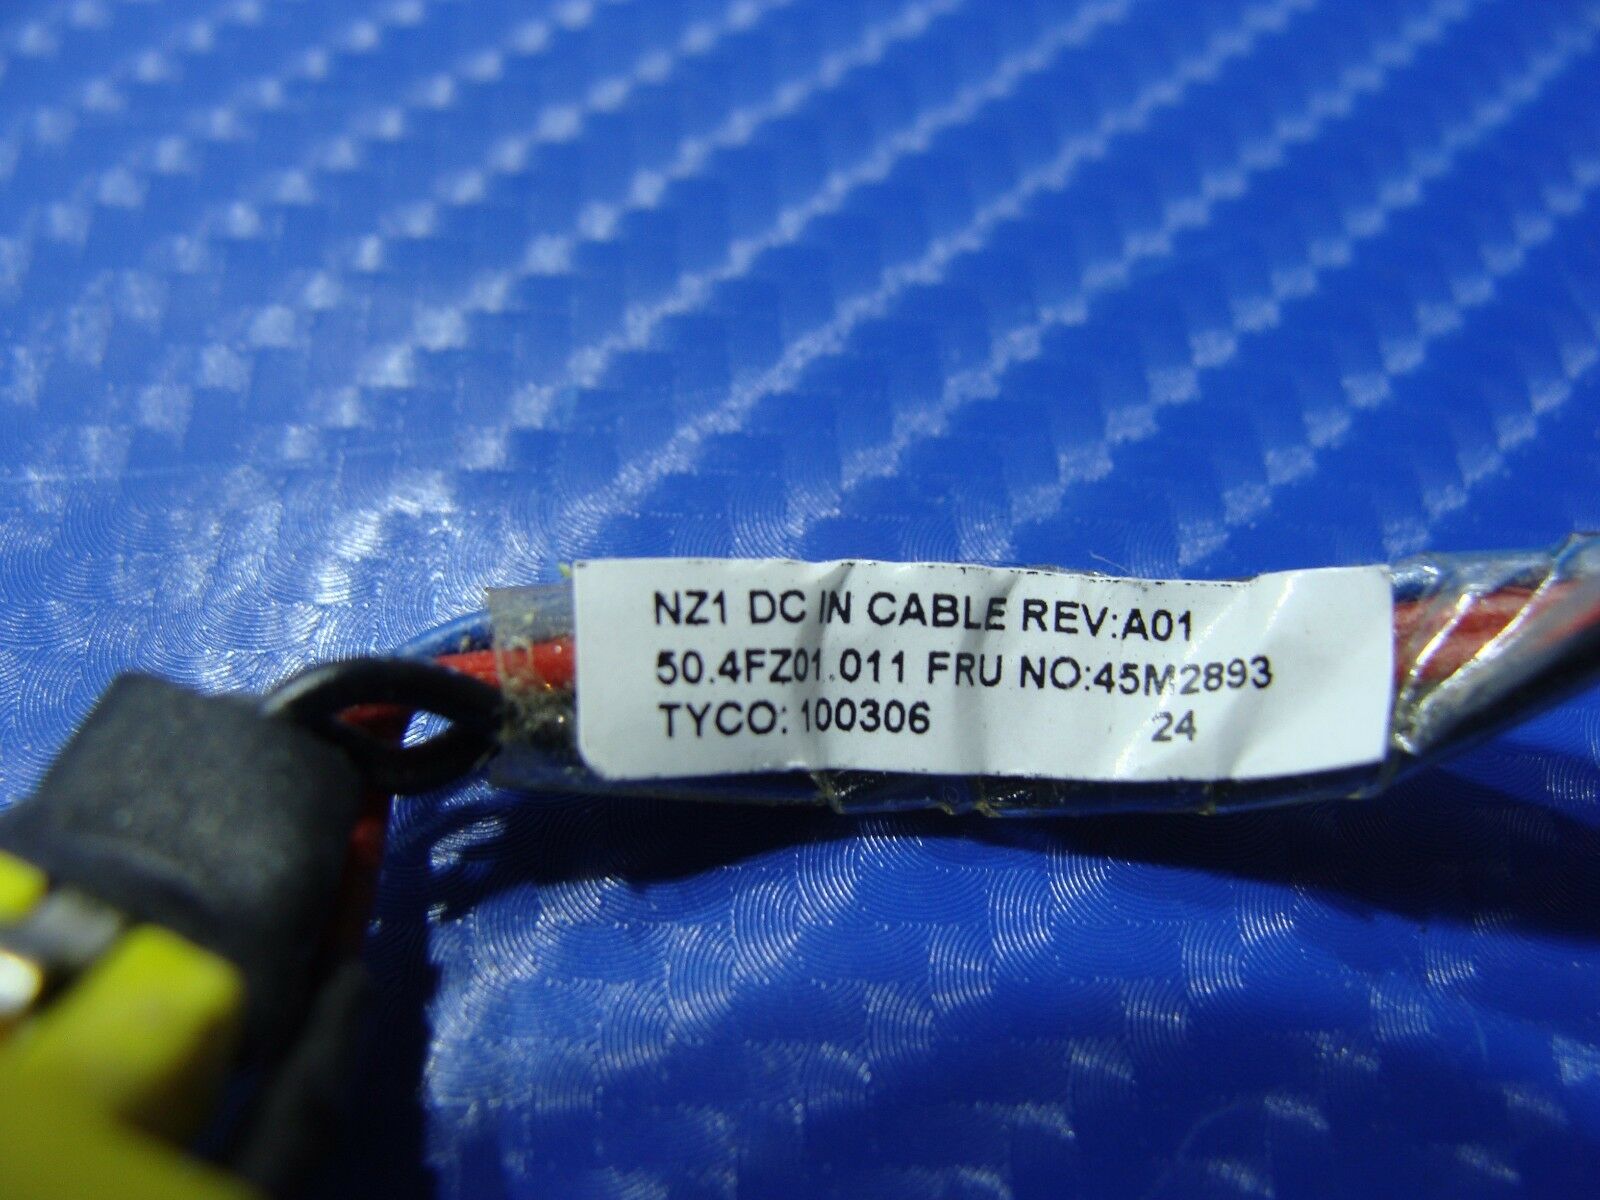 NZ1 DC IN CABLE REV:A01
50.4FZ01.011 FRU NO:45M2893
TYCO: 100306 24